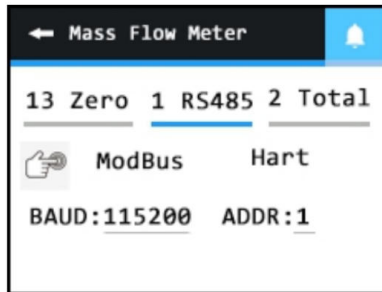 Mass Flow Meter
13 Zero 1 RS485 2 Total
ModBus Hart
BAUD:115200 ADDR:1